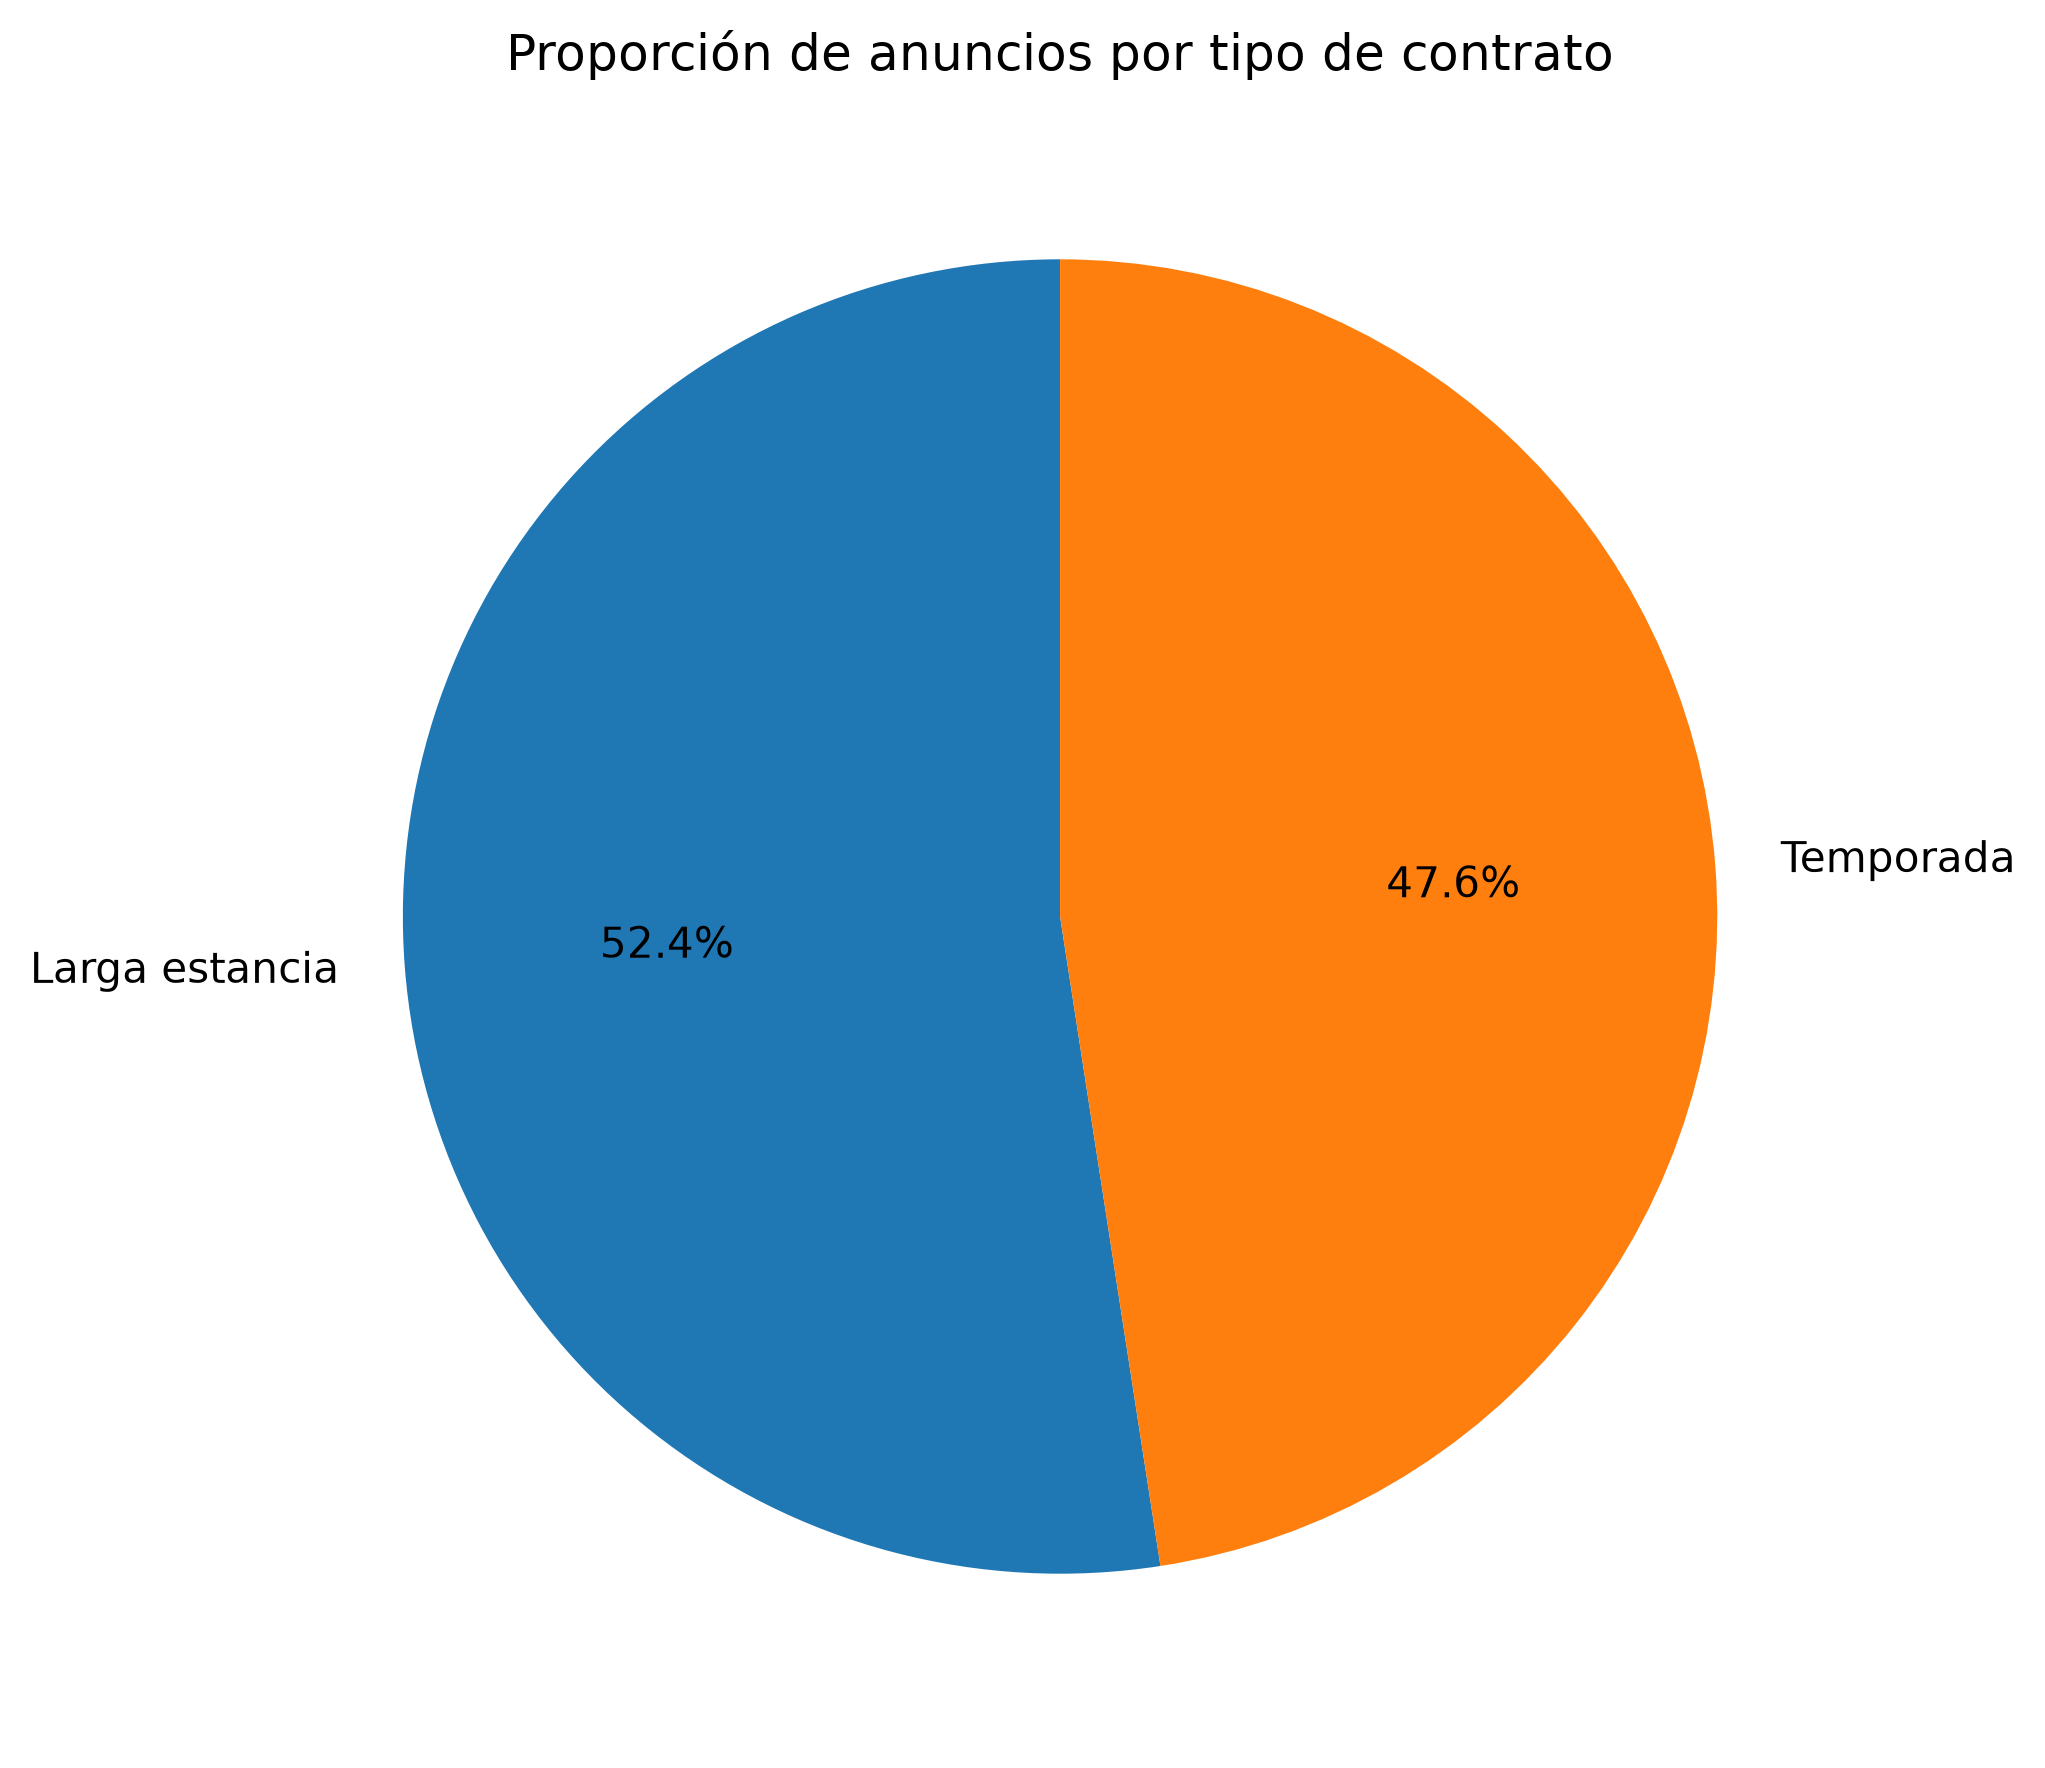 Proporción de anuncios por tipo de contrato
47.6%
Temporada
52.4%
Larga estancia